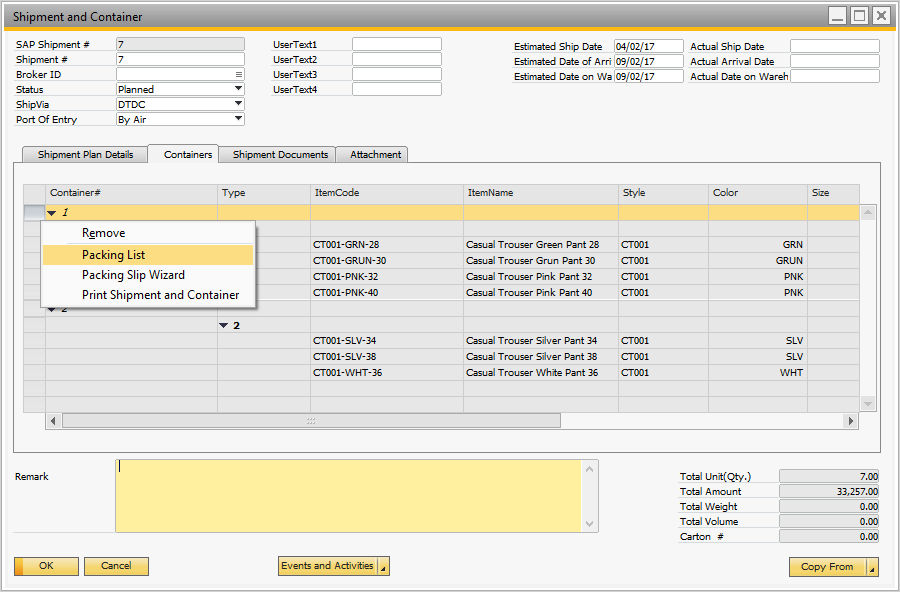 Shipment and Container
SAP Shipment # 7 UserText1 Estimated Ship Date 04/02/17 Actual Ship Date
Shipment # 7 UserText2 Estimated Date of Arri 09/02/17 Actual Arrival Date
Broker ID UserText3 Estimated Date on Wa 09/02/17 Actual Date on Wareh
Status Planned UserText4
ShipVia DTDC
Port Of Entry By Air
Shipment Plan Details Containers Shipment Documents Attachment
Container# Type ItemCode ItemName Style Color Size
1
Remove
CT001-GRN-28 Casual Trouser Green Pant 28 CT001 GRN
Packing List CT001-GRUN-30 Casual Trouser Grun Pant 30 CT001 GRUN
Packing Slip Wizard CT001-PNK-32 Casual Trouser Pink Pant 32 CT001 PNK
Print Shipment and Container CT001-PNK-40 Casual Trouser Pink Pant 40 CT001 PNK
2
2
CT001-SLV-34 Casual Trouser Silver Pant 34 CT001 SLV
CT001-SLV-38 Casual Trouser Silver Pant 38 CT001 SLV
CT001-WHT-36 Casual Trouser White Pant 36 CT001 WHT
Remark Total Unit(Qty.) 7.00
Total Amount 33,257.00
Total Weight 0.00
Total Volume 0.00
Carton # 0.00
OK Cancel Events and Activities Copy From